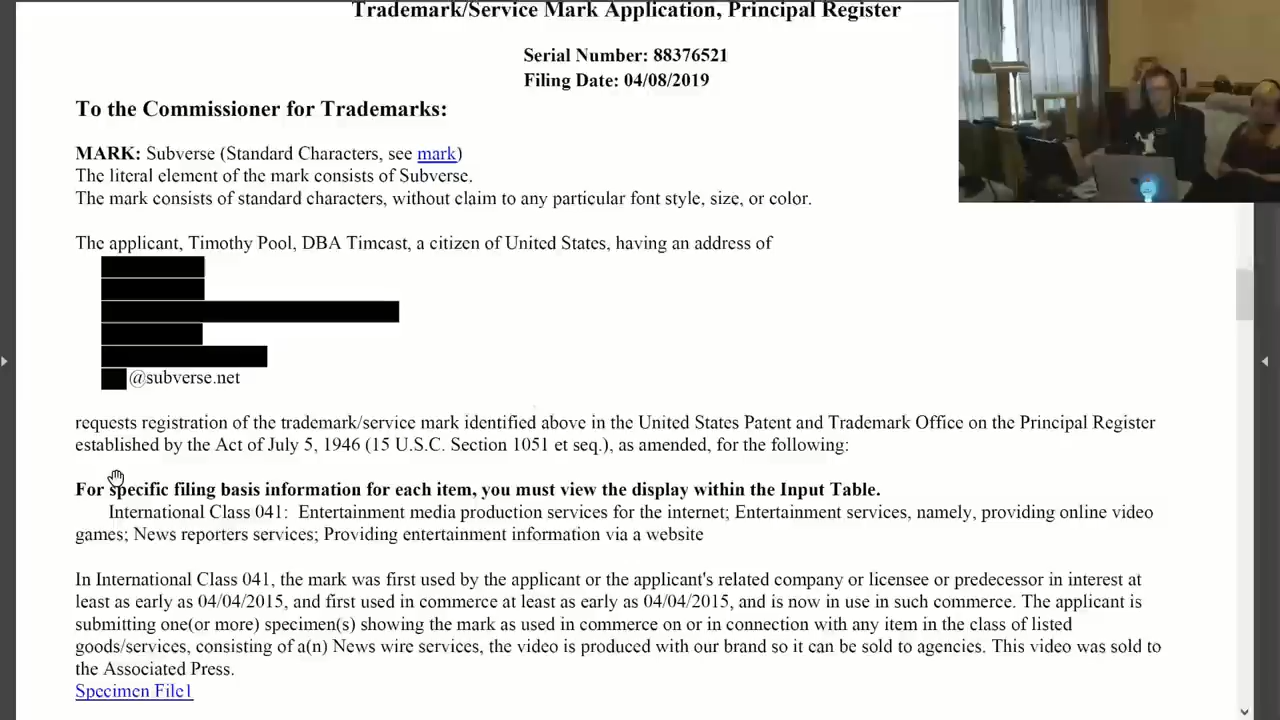 Trademark/Service Mark Application, Principal Register
Serial Number: 88376521
Filing Date: 04/08/2019
To the Commissioner for Trademarks:
MARK: Subverse (Standard Characters, see mark)
The literal element of the mark consists of Subverse.
The mark consists of standard characters, without claim to any particular font style, size, or color.
The applicant, Timothy Pool, DBA Timcast, a citizen of United States, having an address of
@subverse.net
requests registration of the trademark/service mark identified above in the United States Patent and Trademark Office on the Principal Register
established by the Act of July 5, 1946 (15 U.S.C. Section 1051 et seq.), as amended, for the following:
For specific filing basis information for each item, you must view the display within the Input Table.
International Class 041: Entertainment media production services for the internet; Entertainment services, namely, providing online video
games; News reporters services; Providing entertainment information via a website
In International Class 041, the mark was first used by the applicant or the applicant's related company or licensee or predecessor in interest at
least as early as 04/04/2015, and first used in commerce at least as early as 04/04/2015, and is now in use in such commerce. The applicant is
submitting one(or more) specimen(s) showing the mark as used in commerce on or in connection with any item in the class of listed
goods/services, consisting of a(n) News wire services, the video is produced with our brand so it can be sold to agencies. This video was sold to
the Associated Press.
Specimen File1